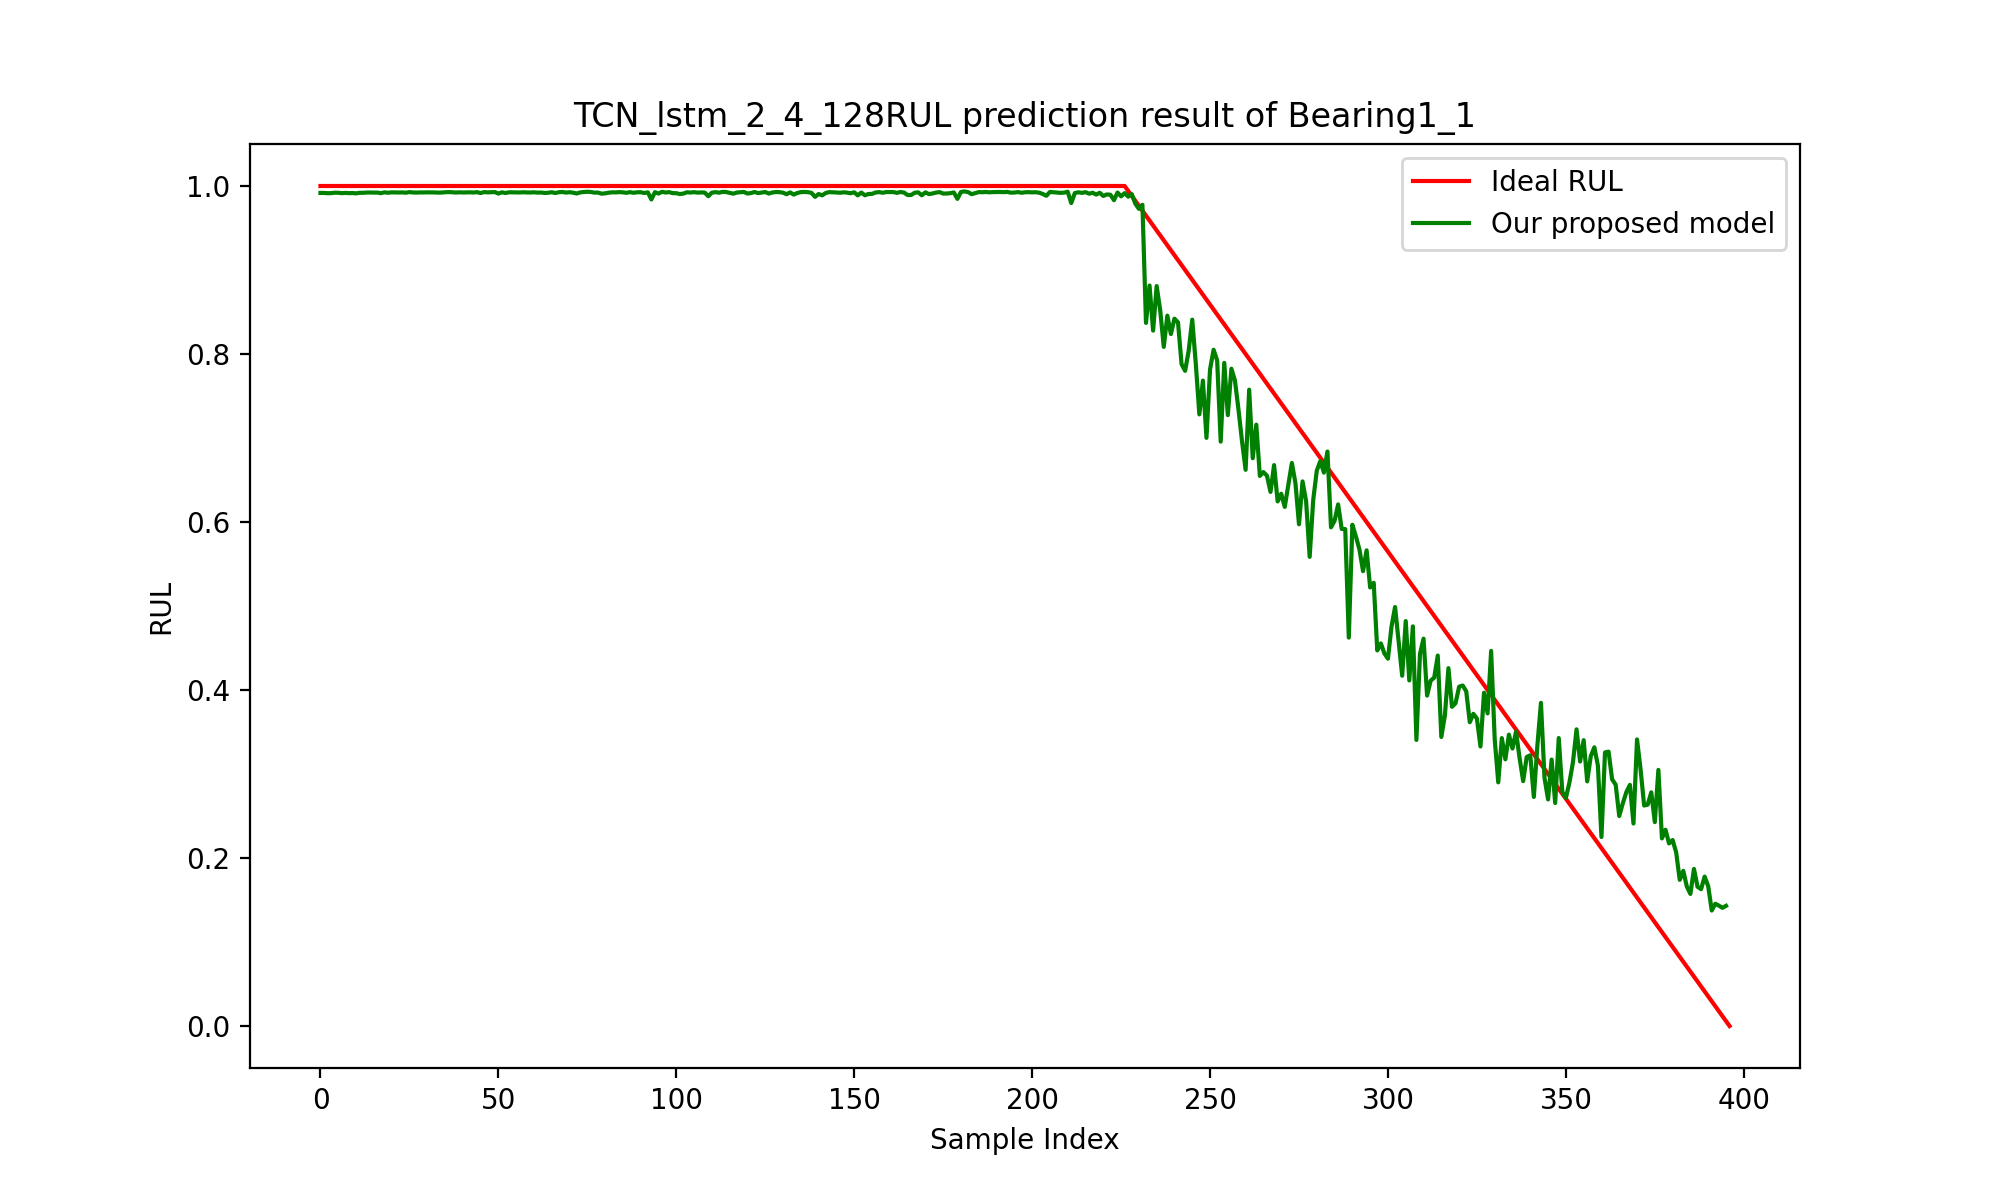 TCN_lstm_2_4_128RUL prediction result of Bearing1_1
Ideal RUL
Our proposed model
RUL
1.0
0.8
0.6
0.4
0.2
0.0
0 50 100 150 200 250 300 350 400
Sample Index